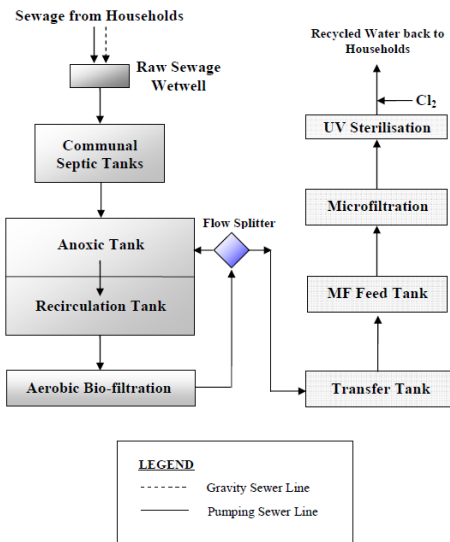 Sewage from Households
Raw Sewage
Wetwell
Communal
Septic Tanks
Anoxic Tank
Recirculation Tank
Aerobic Bio-filtration
Flow Splitter
Recycled Water back to
Households
Cl₂
UV Sterilisation
Microfiltration
MF Feed Tank
Transfer Tank
LEGEND
Gravity Sewer Line
Pumping Sewer Line